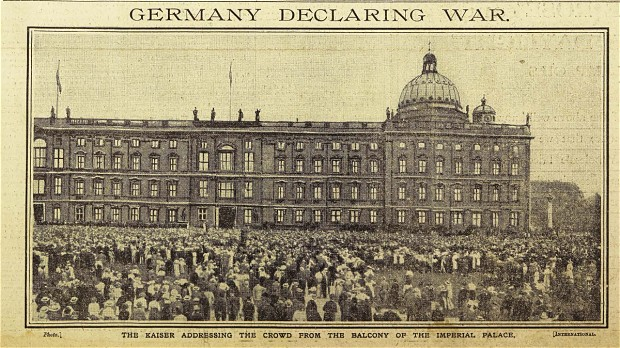 GERMANY DECLARING WAR.
Photo.] THE KAISER ADDRESSING THE CROWD FROM THE BALCONY OF THE IMPERIAL PALACE. [INTERNATIONAL.